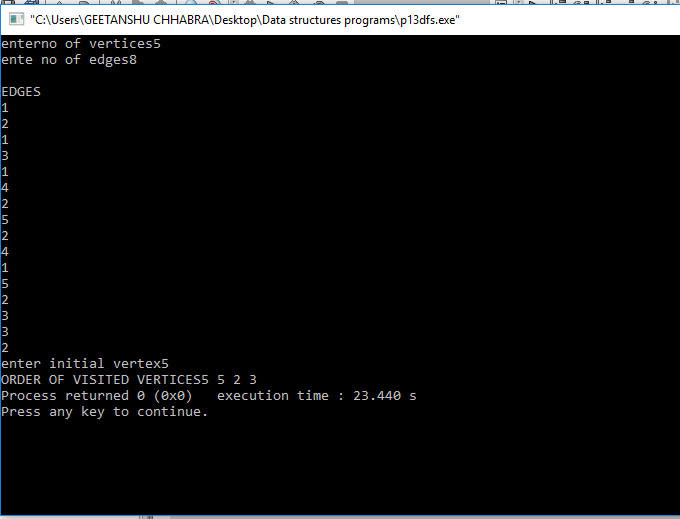 "C:\Users\GEETANSHU CHHABRA\Desktop\Data structures programs\p13dfs.exe"
enterno of vertices5
ente no of edges8
EDGES
1
2
1
3
1
4
2
5
2
4
1
5
2
3
3
2
enter initial vertex5
ORDER OF VISITED VERTICES5 5 2 3
Process returned 0 (0x0)   execution time : 23.440 s
Press any key to continue.